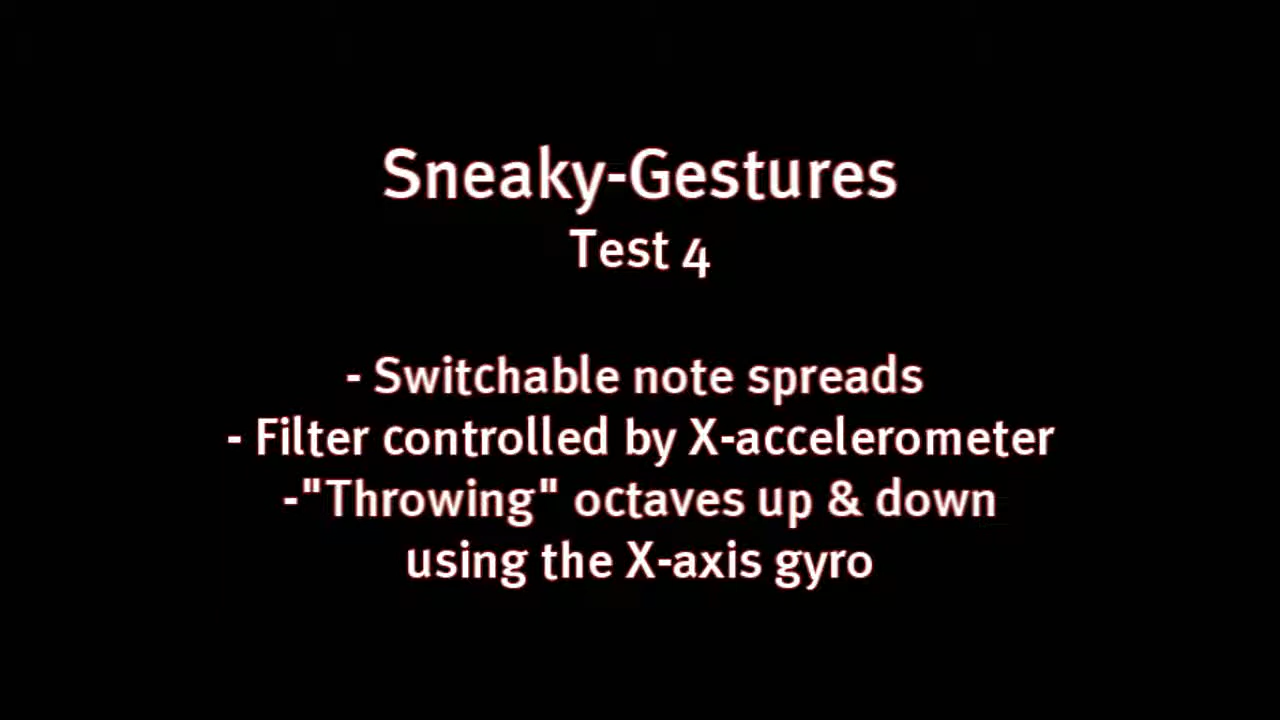 Sneaky-Gestures
Test 4
- Switchable note spreads
- Filter controlled by X-accelerometer
-"Throwing" octaves up & down
using the X-axis gyro